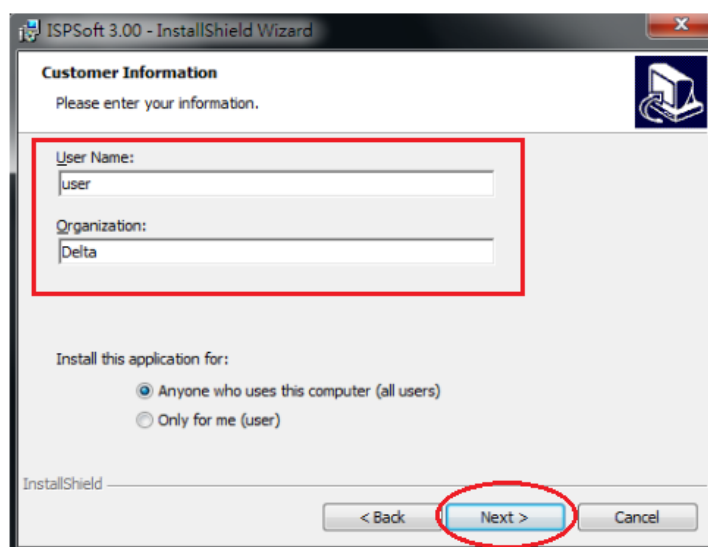 ISPSoft 3.00 - InstallShield Wizard
Customer Information
Please enter your information.
User Name:
user
Organization:
Delta
Install this application for:
Anyone who uses this computer (all users)
Only for me (user)
InstallShield
< Back Next > Cancel